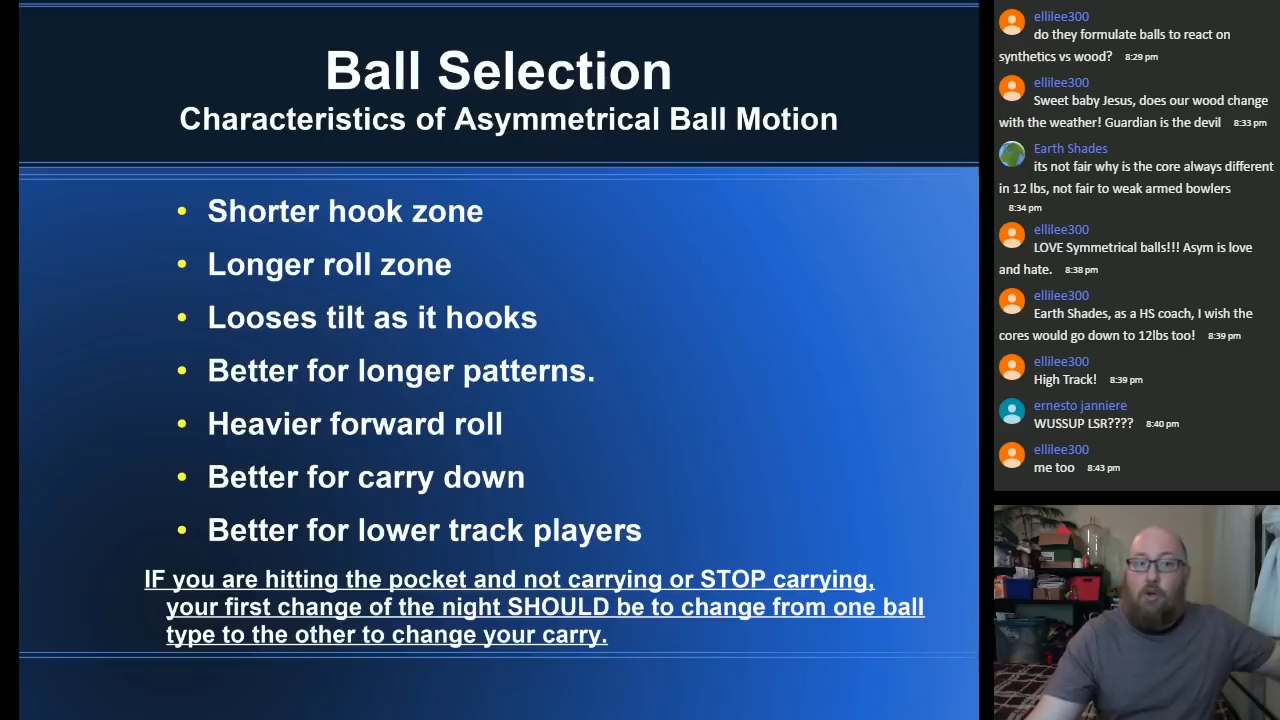 Ball Selection
Characteristics of Asymmetrical Ball Motion
• Shorter hook zone
• Longer roll zone
• Looses tilt as it hooks
• Better for longer patterns.
• Heavier forward roll
• Better for carry down
• Better for lower track players
IF you are hitting the pocket and not carrying or STOP carrying,
your first change of the night SHOULD be to change from one ball
type to the other to change your carry.
ellilee300
do they formulate balls to react on
synthetics vs wood? 8:29 pm
ellilee300
Sweet baby Jesus, does our wood change
with the weather! Guardian is the devil 8:33 pm
Earth Shades
its not fair why is the core always different
in 12 lbs, not fair to weak armed bowlers
8:34 pm
ellilee300
LOVE Symmetrical balls!!! Asym is love
and hate. 8:38 pm
ellilee300
Earth Shades, as a HS coach, I wish the
cores would go down to 12lbs too! 8:39 pm
ellilee300
High Track! 8:39 pm
ernesto janniere
WUSSUP LSR???? 8:40 pm
ellilee300
me too 8:43 pm